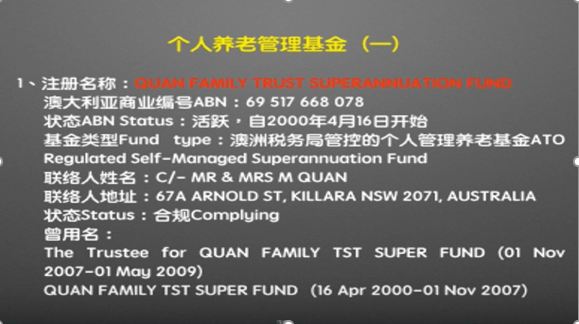 个人养老管理基金（一）
1、注册名称：QUAN FAMILY TRUST SUPERANNUATION FUND
澳大利亚商业编号ABN：69 517 668 078
状态ABN Status：活跃，自2000年4月16日开始
基金类型Fund type：澳洲税务局管控的个人管理养老基金ATO
Regulated Self-Managed Superannuation Fund
联络人姓名：C/- MR & MRS M QUAN
联络人地址：67A ARNOLD ST, KILLARA NSW 2071, AUSTRALIA
状态Status：合规Complying
曾用名：
The Trustee for QUAN FAMILY TST SUPER FUND (01 Nov
2007-01 May 2009)
QUAN FAMILY TST SUPER FUND (16 Apr 2000-01 Nov 2007)